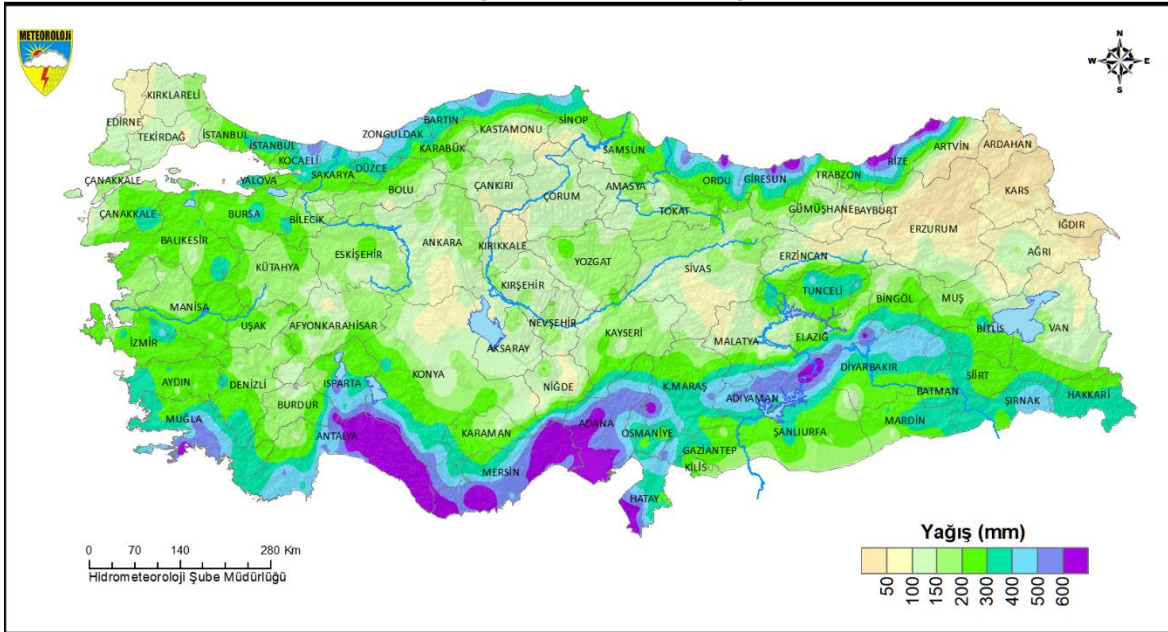 METEOROLOJİ
N
W E
S
KIRKLARELİ
EDİRNE
TEKİRDAĞ
İSTANBUL
İSTANBUL
KOCAELİ
YALOVA
SAKARYA
DÜZCE
ZONGULDAK
BARTIN
KARABÜK
KASTAMONU
SİNOP
SAMSUN
BOLU
ÇANKIRI
ÇORUM
AMASYA
TOKAT
ORDU
GİRESUN
TRABZON
RİZE
ARTVİN
ARDAHAN
KARS
IĞDIR
AĞRI
GÜMÜŞHANE
BAYBURT
ERZURUM
ERZİNCAN
ÇANAKKALE
ÇANAKKALE
BALIKESİR
BURSA
BİLECİK
KÜTAHYA
ESKİŞEHİR
ANKARA
KIRIKKALE
YOZGAT
SİVAS
KIRŞEHİR
NEVŞEHİR
KAYSERİ
AKSARAY
NİĞDE
MANİSA
UŞAK
AFYONKARAHİSAR
İZMİR
AYDIN
DENİZLİ
BURDUR
ISPARTA
KONYA
MUĞLA
ANTALYA
KARAMAN
MERSİN
ADANA
OSMANİYE
HATAY
K.MARAŞ
GAZİANTEP
KİLİS
ADIYAMAN
ŞANLIURFA
MALATYA
ELAZIĞ
TUNCELİ
BİNGÖL
MUŞ
BİTLİS
VAN
DİYARBAKIR
BATMAN
SİİRT
MARDİN
ŞIRNAK
HAKKARİ
0 70 140 280 Km
Hidrometeoroloji Şube Müdürlüğü
Yağış (mm)
50 100 150 200 300 400 500 600